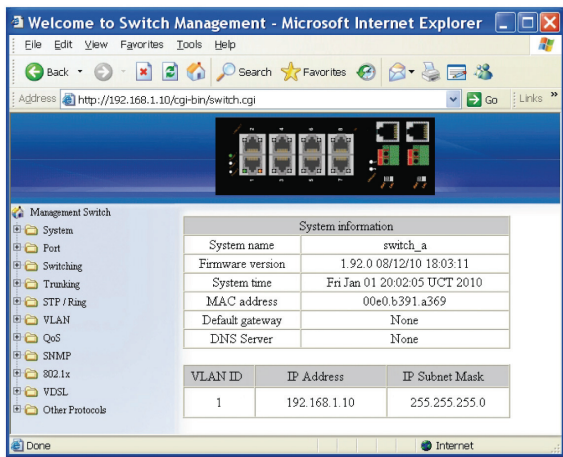 Welcome to Switch Management - Microsoft Internet Explorer
File Edit View Favorites Tools Help
Back Search Favorites
Address http://192.168.1.10/cgi-bin/switch.cgi Go Links »
Management Switch
System
Port
Switching
Trunking
STP / Ring
VLAN
QoS
SNMP
802.1x
VDSL
Other Protocols
System information
System name switch_a
Firmware version 1.92.0 08/12/10 18:03:11
System time Fri Jan 01 20:02:05 UCT 2010
MAC address 00e0.b391.a369
Default gateway None
DNS Server None
VLAN ID IP Address IP Subnet Mask
1 192.168.1.10 255.255.255.0
Done Internet